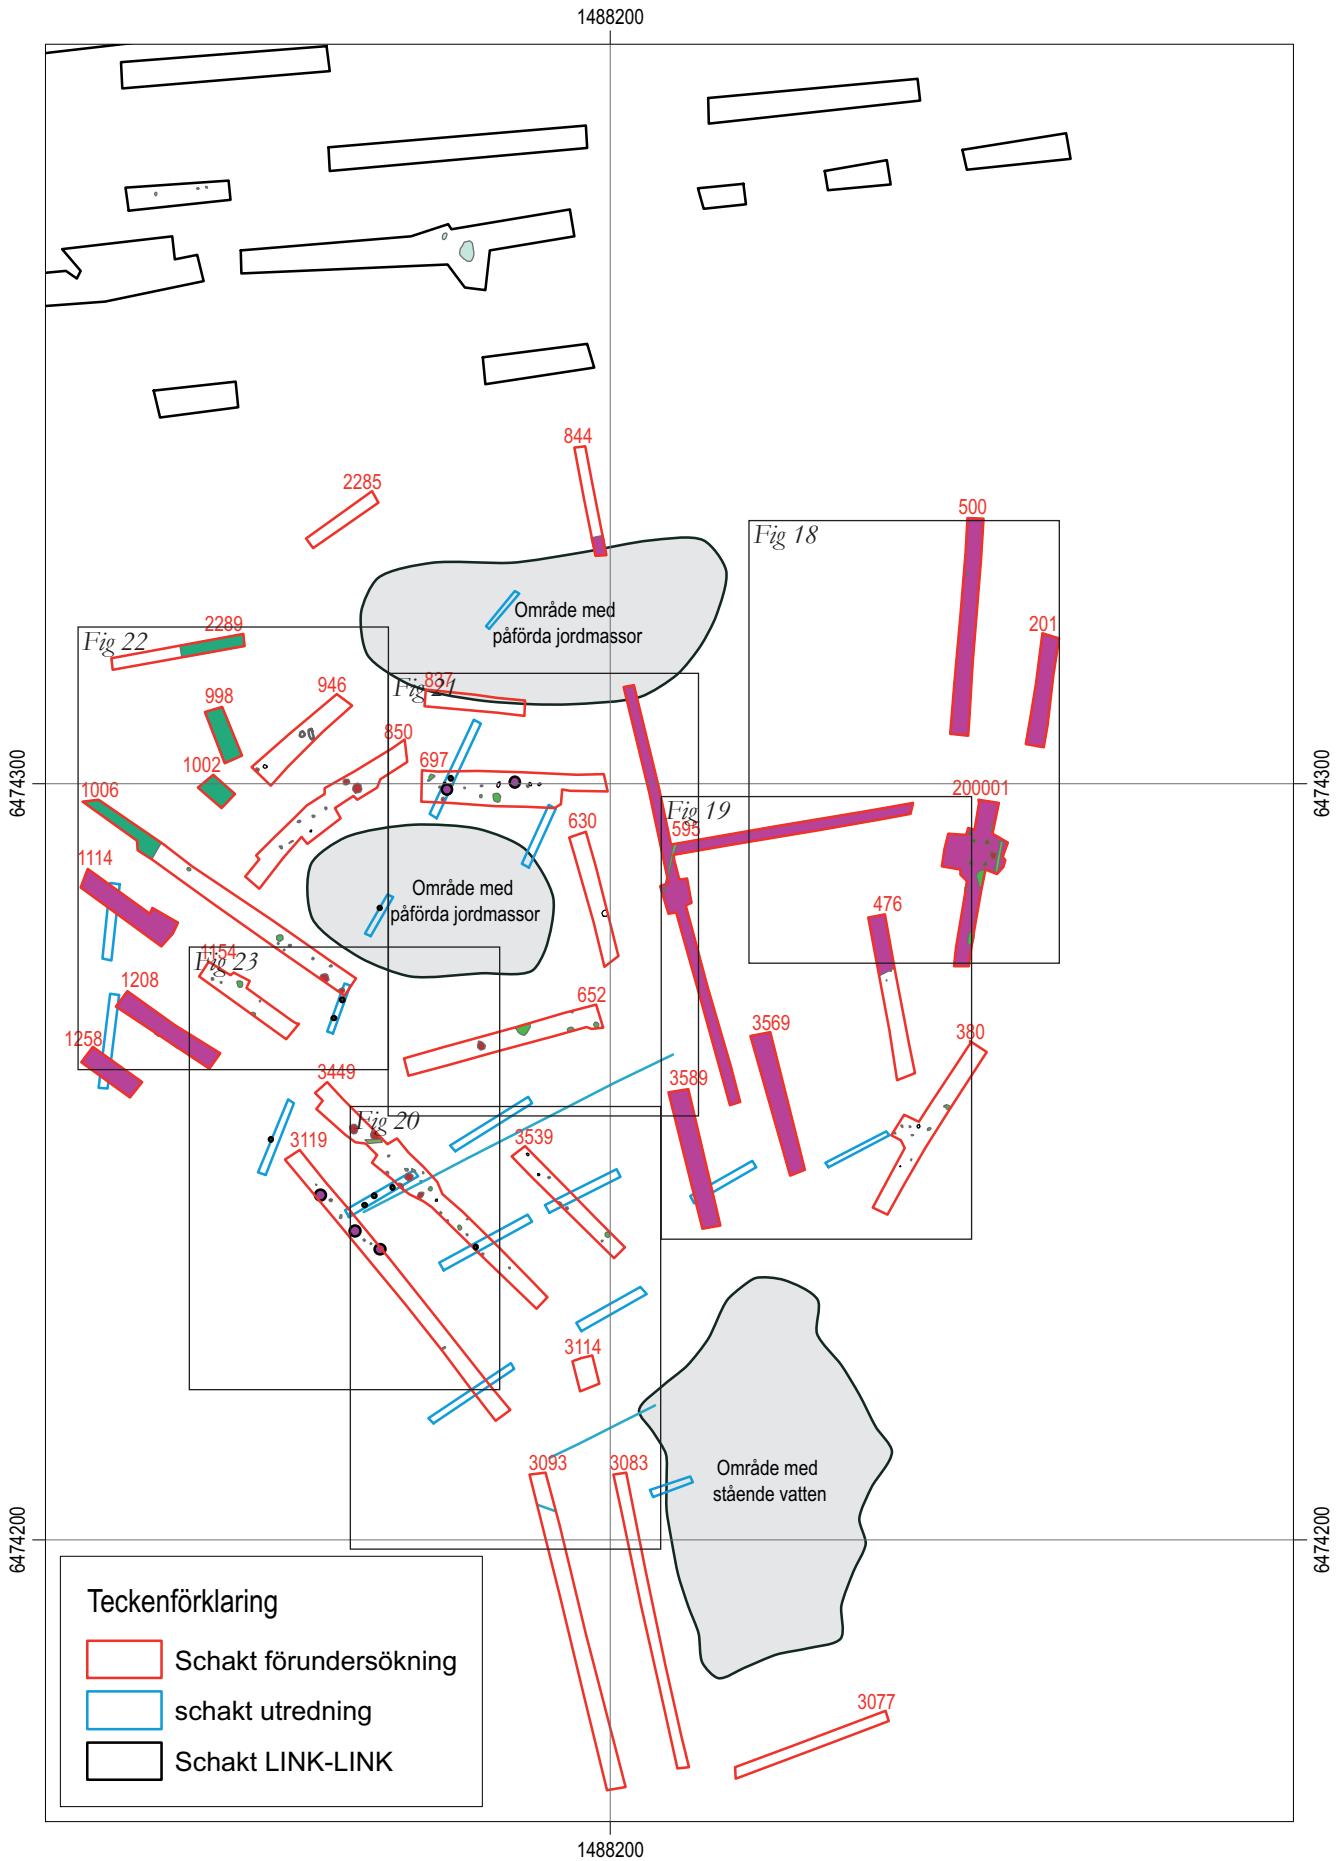 1488200
844
2285
500
Fig 18
Område med
påförda jordmassor
2289
201
Fig 22
837
Fig 21
998
946
850
697
1002
6474300
6474300
1006
200001
Fig 19
595
630
1114
Område med
påförda jordmassor
476
1154
Fig 23
1208
652
3569
380
1258
3589
3449
Fig 20
3119
3539
3114
3093
3083
Område med
stående vatten
6474200
6474200
Teckenförklaring
Schakt förundersökning
schakt utredning
Schakt LINK-LINK
3077
1488200